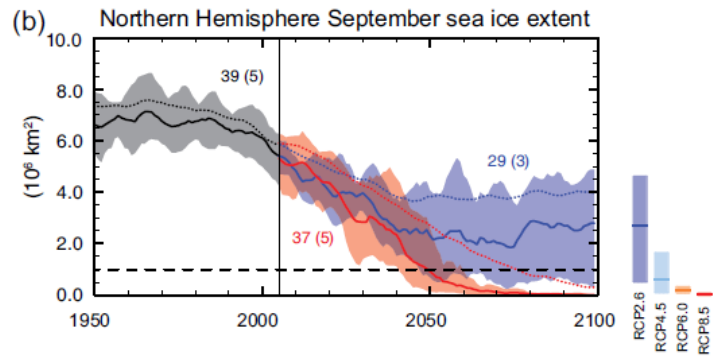 (b) Northern Hemisphere September sea ice extent
10.0
8.0
6.0
4.0
2.0
0.0
(10⁶ km²)
39 (5)
29 (3)
37 (5)
1950
2000
2050
2100
RCP2.6
RCP4.5
RCP6.0
RCP8.5